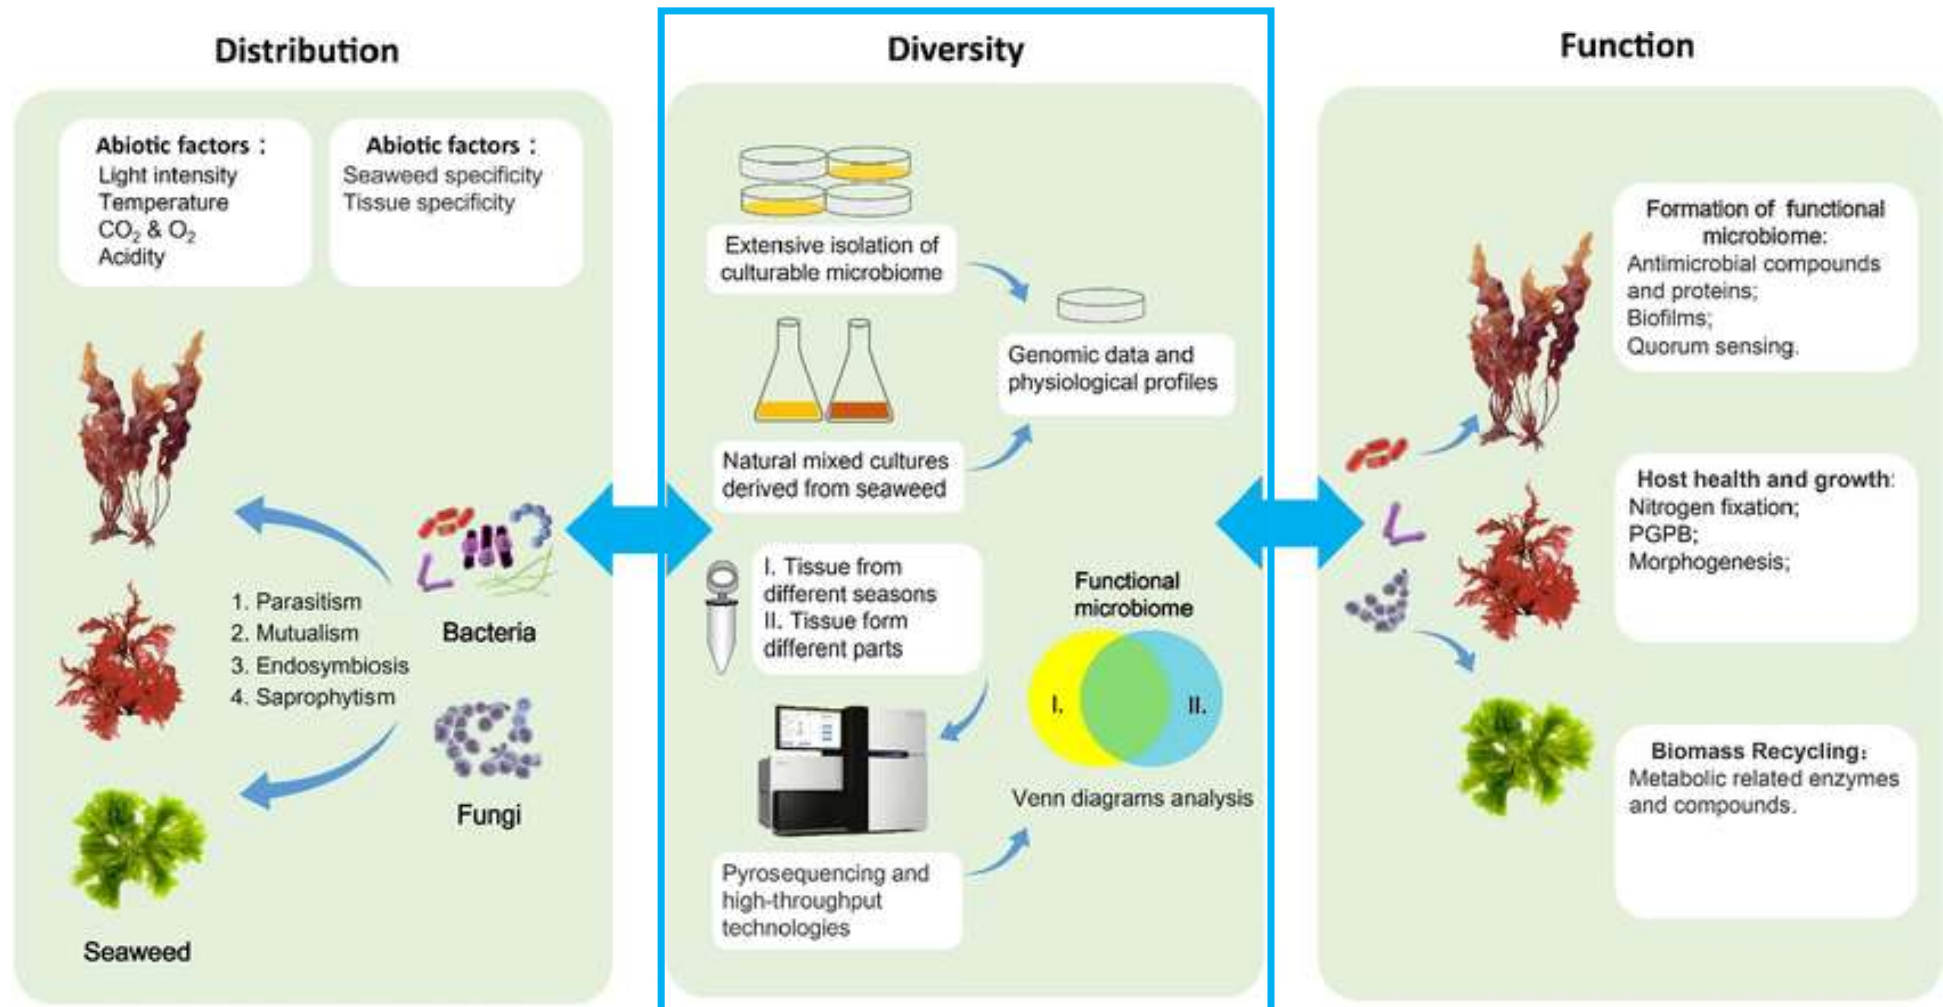 Distribution
Abiotic factors：
Light intensity
Temperature
CO₂ & O₂
Acidity
Abiotic factors：
Seaweed specificity
Tissue specificity
1. Parasitism
2. Mutualism
3. Endosymbiosis
4. Saprophytism
Bacteria
Fungi
Seaweed
Diversity
Extensive isolation of
culturable microbiome
Genomic data and
physiological profiles
Natural mixed cultures
derived from seaweed
I. Tissue from
different seasons
II. Tissue form
different parts
Functional
microbiome
I.
II.
Venn diagrams analysis
Pyrosequencing and
high-throughput
technologies
Function
Formation of functional
microbiome:
Antimicrobial compounds
and proteins;
Biofilms;
Quorum sensing.
Host health and growth:
Nitrogen fixation;
PGPB;
Morphogenesis;
Biomass Recycling：
Metabolic related enzymes
and compounds.